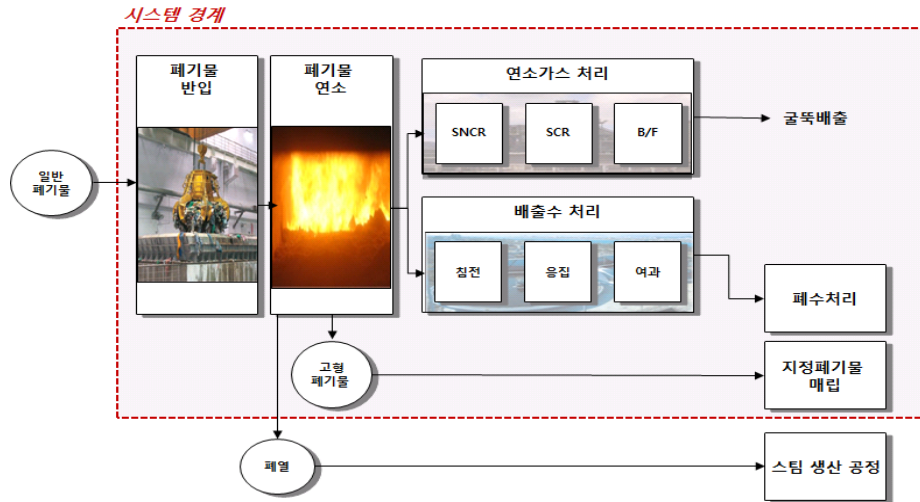 시스템 경계
폐기물
반입
폐기물
연소
연소가스 처리
SNCR
SCR
B/F
굴뚝배출
일반
폐기물
배출수 처리
침전
응집
여과
폐수처리
고형
폐기물
지정폐기물
매립
폐열
스팀 생산 공정